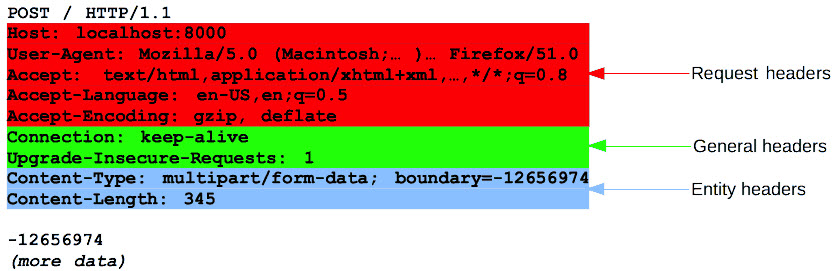 POST / HTTP/1.1
Host: localhost:8000
User-Agent: Mozilla/5.0 (Macintosh;… )… Firefox/51.0
Accept: text/html,application/xhtml+xml,…,*/*;q=0.8
Accept-Language: en-US,en;q=0.5
Accept-Encoding: gzip, deflate
Connection: keep-alive
Upgrade-Insecure-Requests: 1
Content-Type: multipart/form-data; boundary=-12656974
Content-Length: 345
-12656974
(more data)
Request headers
General headers
Entity headers